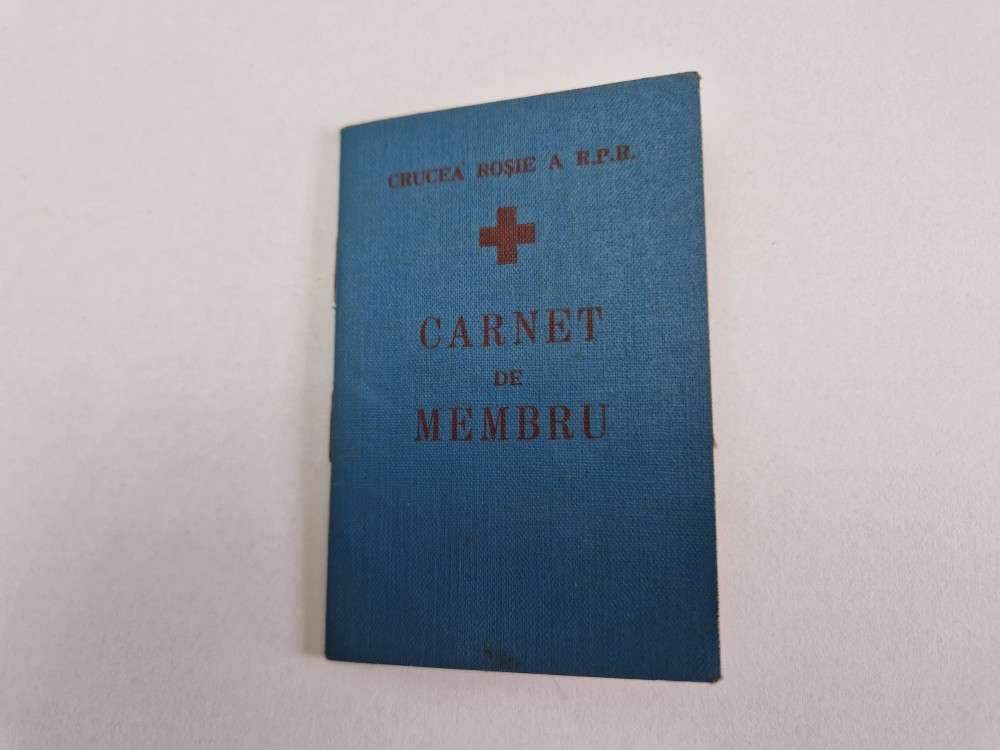 CRUCEA ROȘIE A R.P.R.
CARNET
DE
MEMBRU